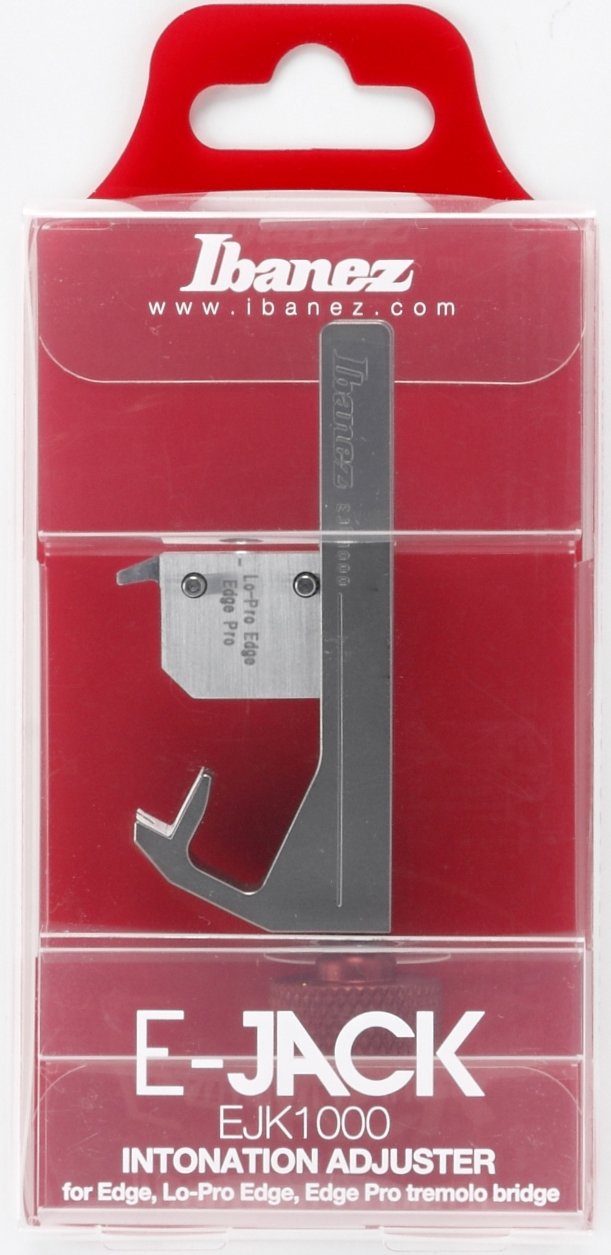 Ibanez
www.ibanez.com
Ibanez EJK1000
Lo-Pro Edge
Edge Pro
E-JACK
EJK1000
INTONATION ADJUSTER
for Edge, Lo-Pro Edge, Edge Pro tremolo bridge